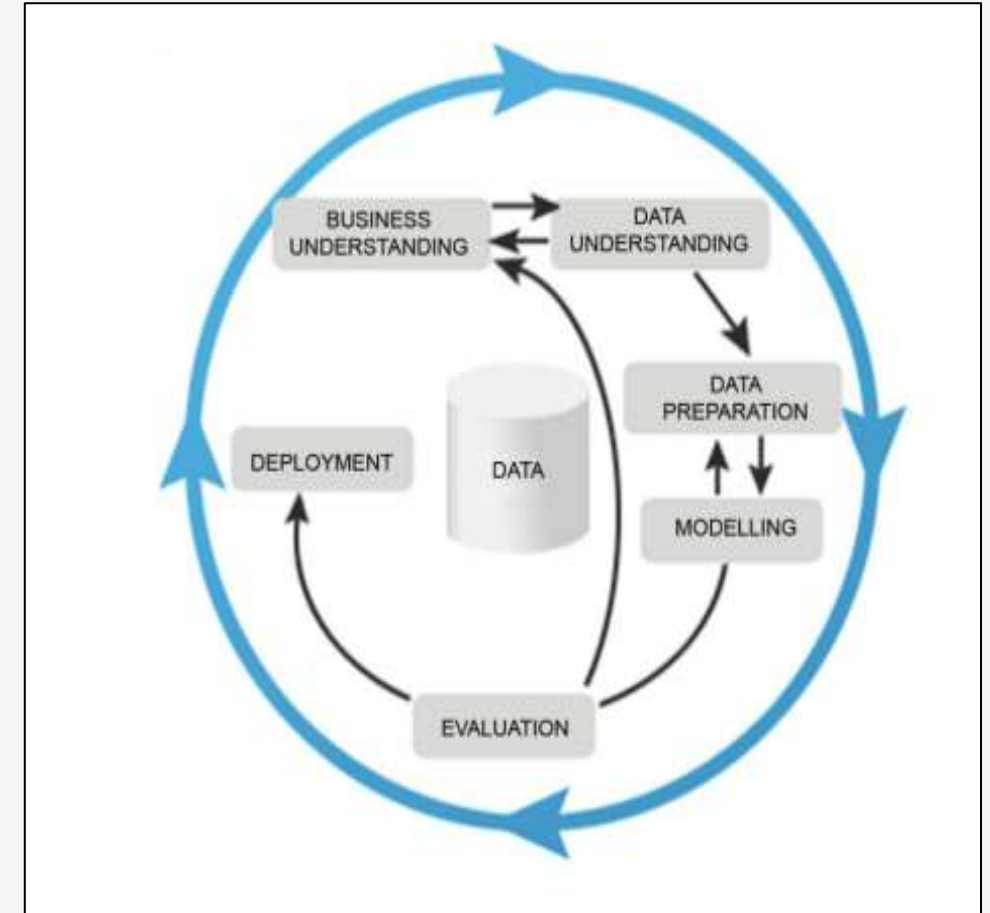 BUSINESS
UNDERSTANDING
DATA
UNDERSTANDING
DATA
PREPARATION
DEPLOYMENT
DATA
MODELLING
EVALUATION